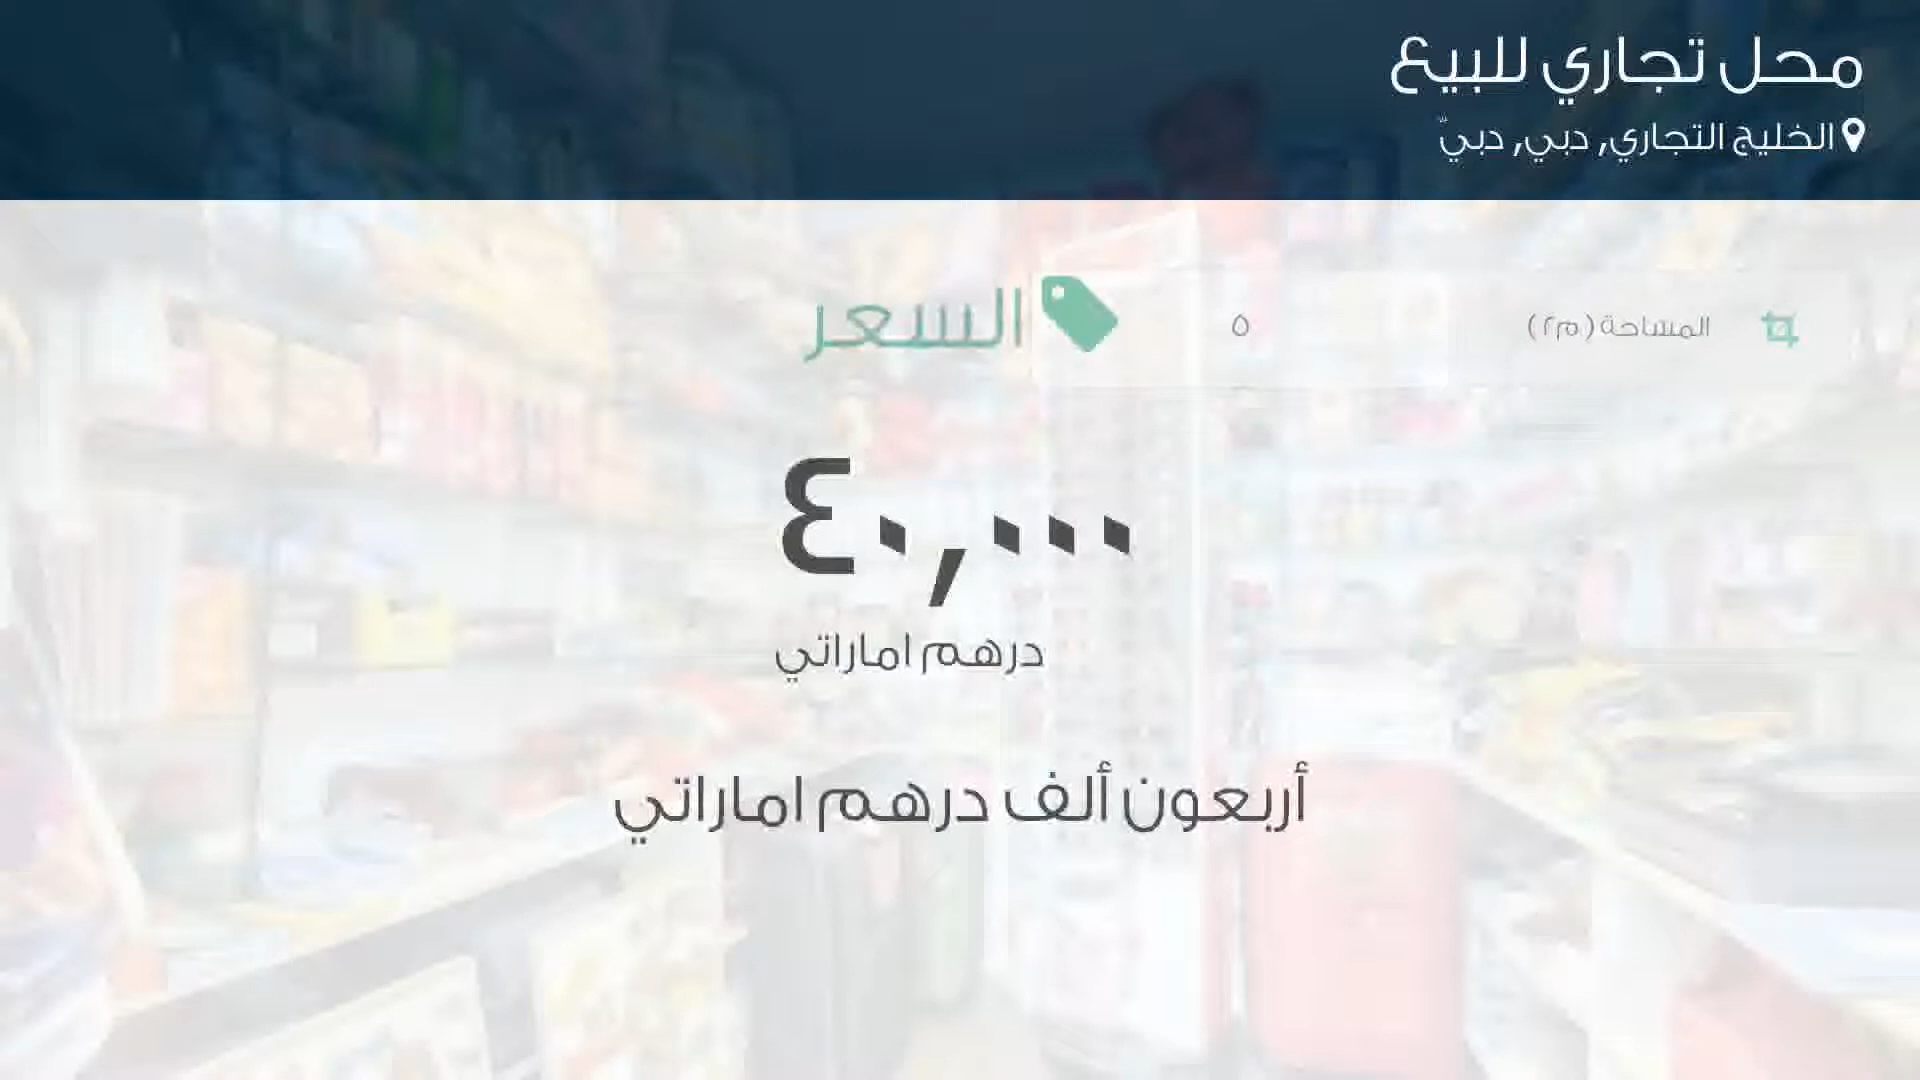 محل تجاري للبيع
الخليج التجاري, دبي, دبيّ
المساحة (م٢) ٥
السعر
٤٠,٠٠٠
درهم اماراتي
أربعون ألف درهم اماراتي